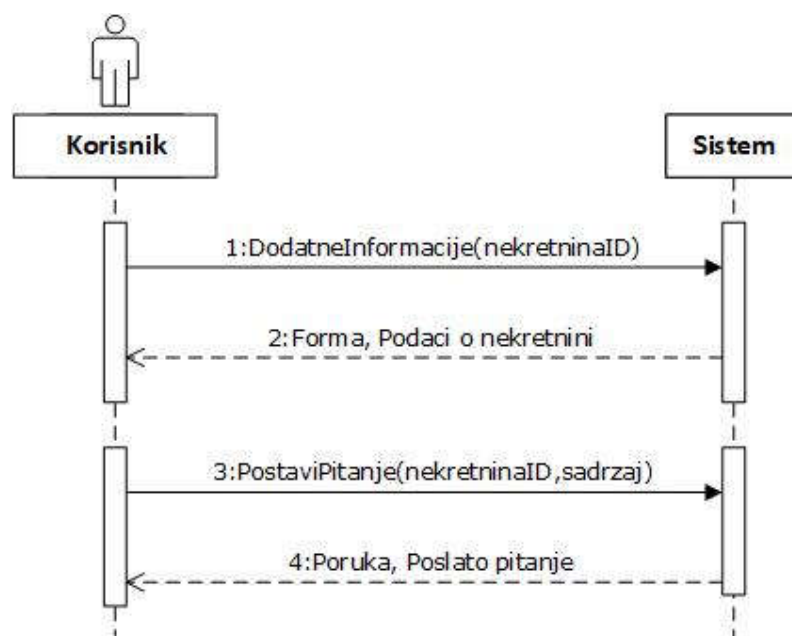 Korisnik
Sistem
1:DodatneInformacije(nekretninaID)
2:Forma, Podaci o nekretnini
3:PostaviPitanje(nekretninaID,sadrzaj)
4:Poruka, Poslato pitanje